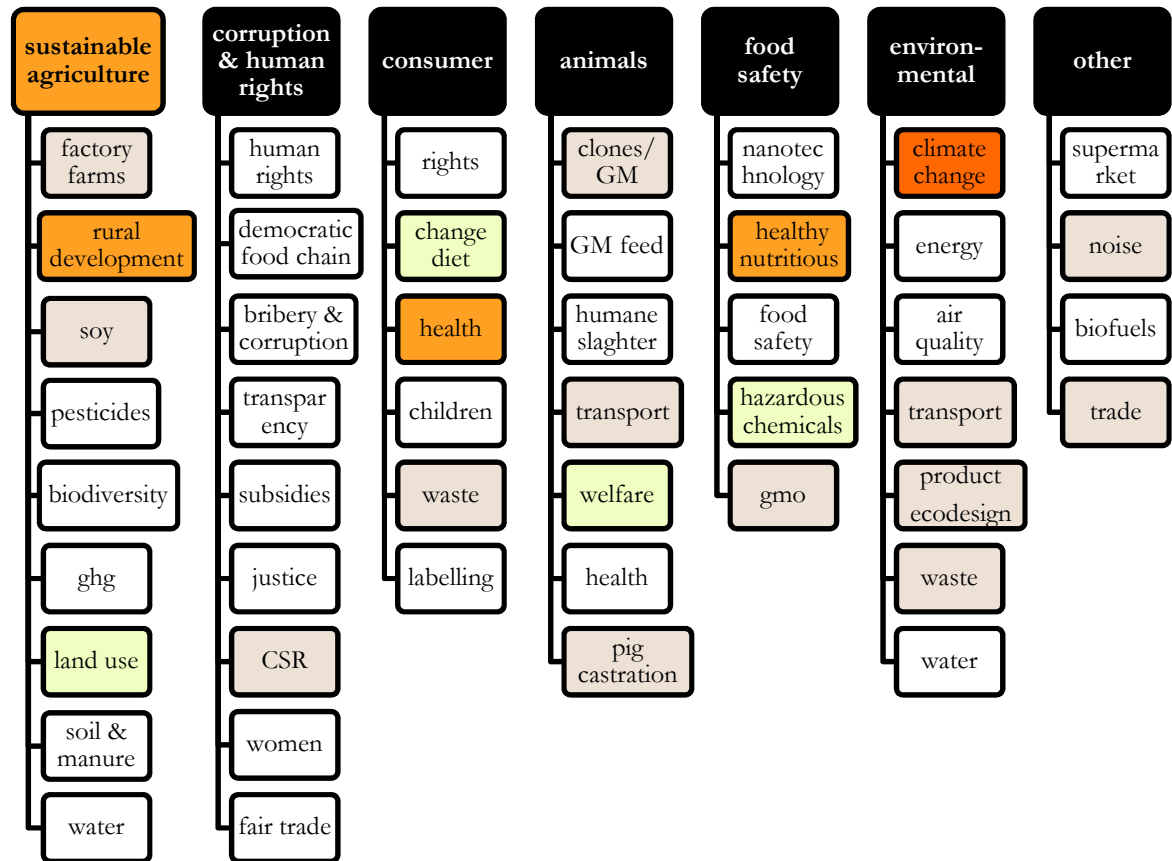 sustainable
agriculture
factory
farms
rural
development
soy
pesticides
biodiversity
ghg
land use
soil &
manure
water
corruption
& human
rights
human
rights
democratic
food chain
bribery &
corruption
transpar
ency
subsidies
justice
CSR
women
fair trade
consumer
rights
change
diet
health
children
waste
labelling
animals
clones/
GM
GM feed
humane
slaghter
transport
welfare
health
pig
castration
food
safety
nanotec
hnology
healthy
nutritious
food
safety
hazardous
chemicals
gmo
environ-
mental
climate
change
energy
air
quality
transport
product
ecodesign
waste
water
other
superma
rket
noise
biofuels
trade